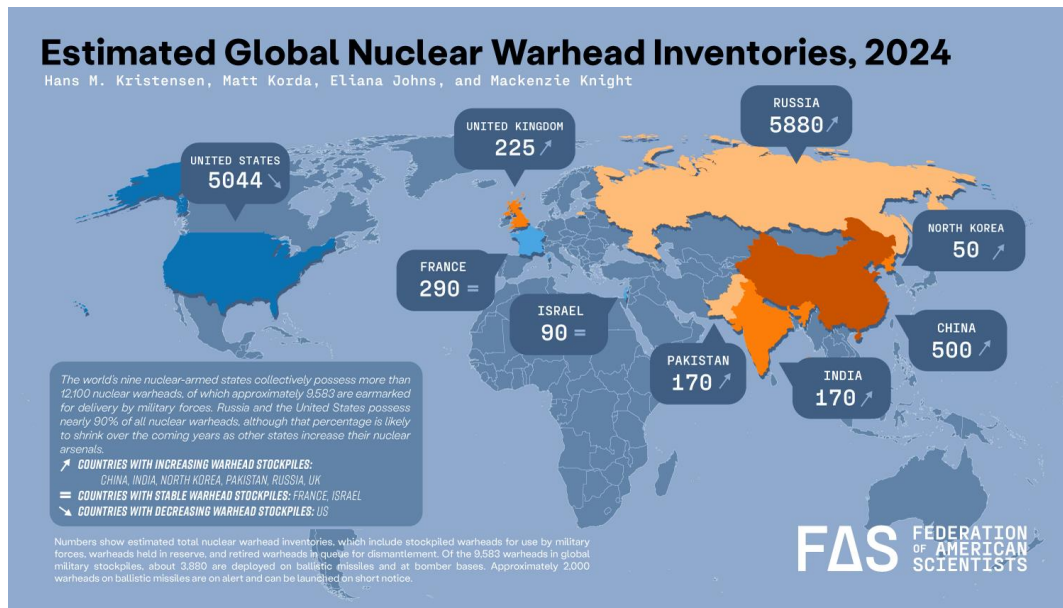 Estimated Global Nuclear Warhead Inventories, 2024
Hans M. Kristensen, Matt Korda, Eliana Johns, and Mackenzie Knight
RUSSIA
5880 ↗
UNITED KINGDOM
225 ↗
UNITED STATES
5044 ↘
NORTH KOREA
50 ↗
FRANCE
290 =
ISRAEL
90 =
CHINA
500 ↗
PAKISTAN
170 ↗
INDIA
170 ↗
The world's nine nuclear-armed states collectively possess more than
12,100 nuclear warheads, of which approximately 9,583 are earmarked
for delivery by military forces. Russia and the United States possess
nearly 90% of all nuclear warheads, although that percentage is likely
to shrink over the coming years as other states increase their nuclear
arsenals.
↗ COUNTRIES WITH INCREASING WARHEAD STOCKPILES:
CHINA, INDIA, NORTH KOREA, PAKISTAN, RUSSIA, UK
= COUNTRIES WITH STABLE WARHEAD STOCKPILES: FRANCE, ISRAEL
↘ COUNTRIES WITH DECREASING WARHEAD STOCKPILES: US
Numbers show estimated total nuclear warhead inventories, which include stockpiled warheads for use by military
forces, warheads held in reserve, and retired warheads in queue for dismantlement. Of the 9,583 warheads in global
military stockpiles, about 3,880 are deployed on ballistic missiles and at bomber bases. Approximately 2,000
warheads on ballistic missiles are on alert and can be launched on short notice.
FAS
FEDERATION
OF AMERICAN
SCIENTISTS